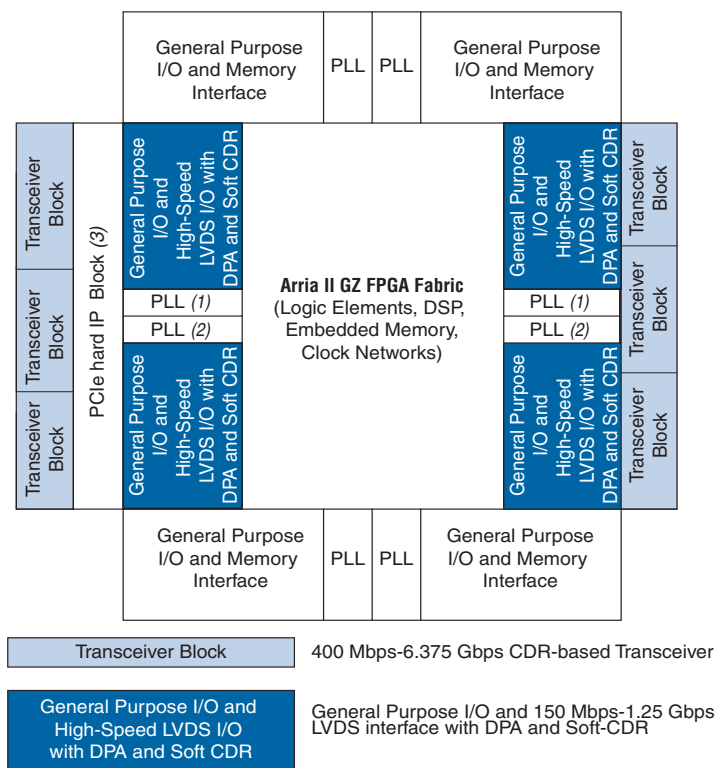 General Purpose
I/O and Memory
Interface
PLL
PLL
General Purpose
I/O and Memory
Interface
Transceiver
Block
Transceiver
Block
Transceiver
Block
PCIe hard IP Block (3)
General Purpose
I/O and
High-Speed
LVDS I/O with
DPA and Soft CDR
PLL (1)
PLL (2)
General Purpose
I/O and
High-Speed
LVDS I/O with
DPA and Soft CDR
Arria II GZ FPGA Fabric
(Logic Elements, DSP,
Embedded Memory,
Clock Networks)
General Purpose
I/O and
High-Speed
LVDS I/O with
DPA and Soft CDR
PLL (1)
PLL (2)
General Purpose
I/O and
High-Speed
LVDS I/O with
DPA and Soft CDR
Transceiver
Block
Transceiver
Block
Transceiver
Block
General Purpose
I/O and Memory
Interface
PLL
PLL
General Purpose
I/O and Memory
Interface
Transceiver Block
400 Mbps-6.375 Gbps CDR-based Transceiver
General Purpose I/O and
High-Speed LVDS I/O
with DPA and Soft CDR
General Purpose I/O and 150 Mbps-1.25 Gbps
LVDS interface with DPA and Soft-CDR